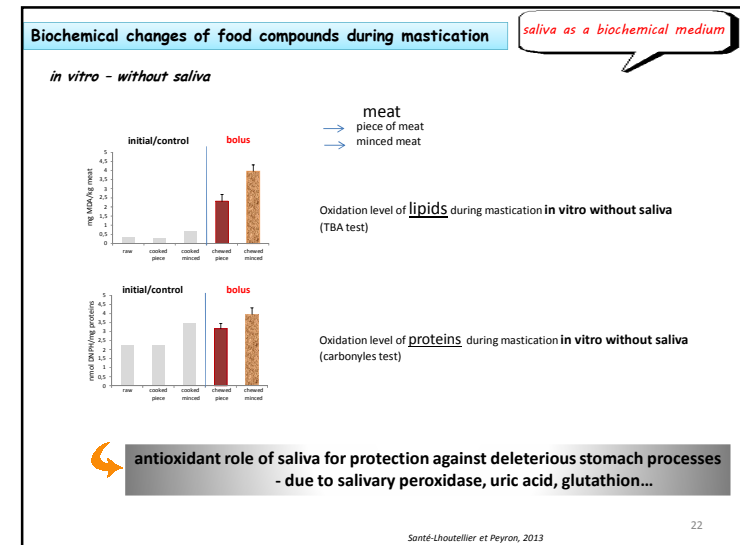 Biochemical changes of food compounds during mastication
saliva as a biochemical medium
in vitro - without saliva
meat
piece of meat
minced meat
initial/control
bolus
mg MDA/kg meat
5
4,5
4
3,5
3
2,5
2
1,5
1
0,5
0
raw
cooked piece
cooked minced
chewed piece
chewed minced
Oxidation level of lipids during mastication in vitro without saliva
(TBA test)
initial/control
bolus
nmol DNPH/mg proteins
5
4,5
4
3,5
3
2,5
2
1,5
1
0,5
0
raw
cooked piece
cooked minced
chewed piece
chewed minced
Oxidation level of proteins during mastication in vitro without saliva
(carbonyles test)
antioxidant role of saliva for protection against deleterious stomach processes
- due to salivary peroxidase, uric acid, glutathion...
22
Santé-Lhoutellier et Peyron, 2013